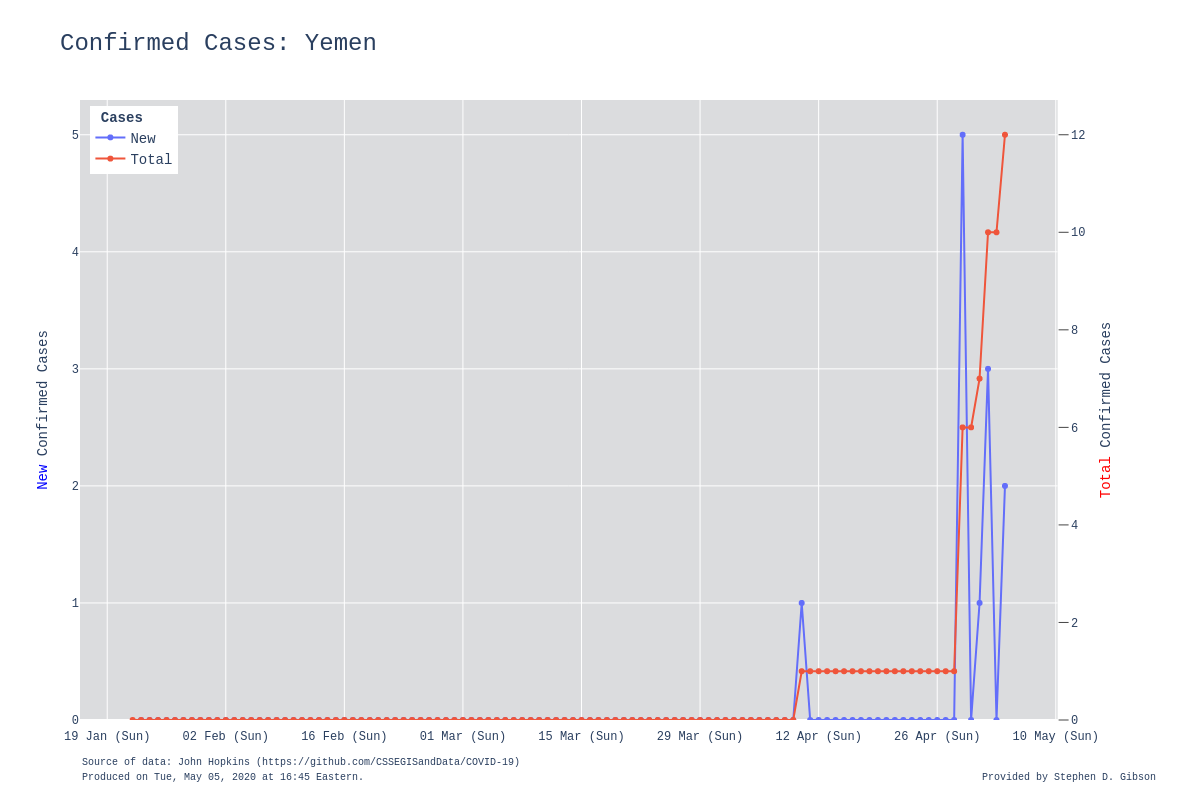 Confirmed Cases: Yemen
Cases
New
Total
5
4
3
2
1
0
New Confirmed Cases
12
10
8
6
4
2
0
Total Confirmed Cases
19 Jan (Sun) 02 Feb (Sun) 16 Feb (Sun) 01 Mar (Sun) 15 Mar (Sun) 29 Mar (Sun) 12 Apr (Sun) 26 Apr (Sun) 10 May (Sun)
Source of data: John Hopkins (https://github.com/CSSEGISandData/COVID-19)
Produced on Tue, May 05, 2020 at 16:45 Eastern.
Provided by Stephen D. Gibson